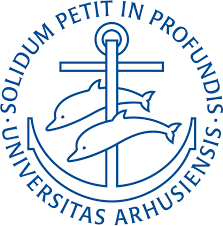 SOLIDUM PETIT IN PROFUNDIS
UNIVERSITAS ARHUSIENSIS